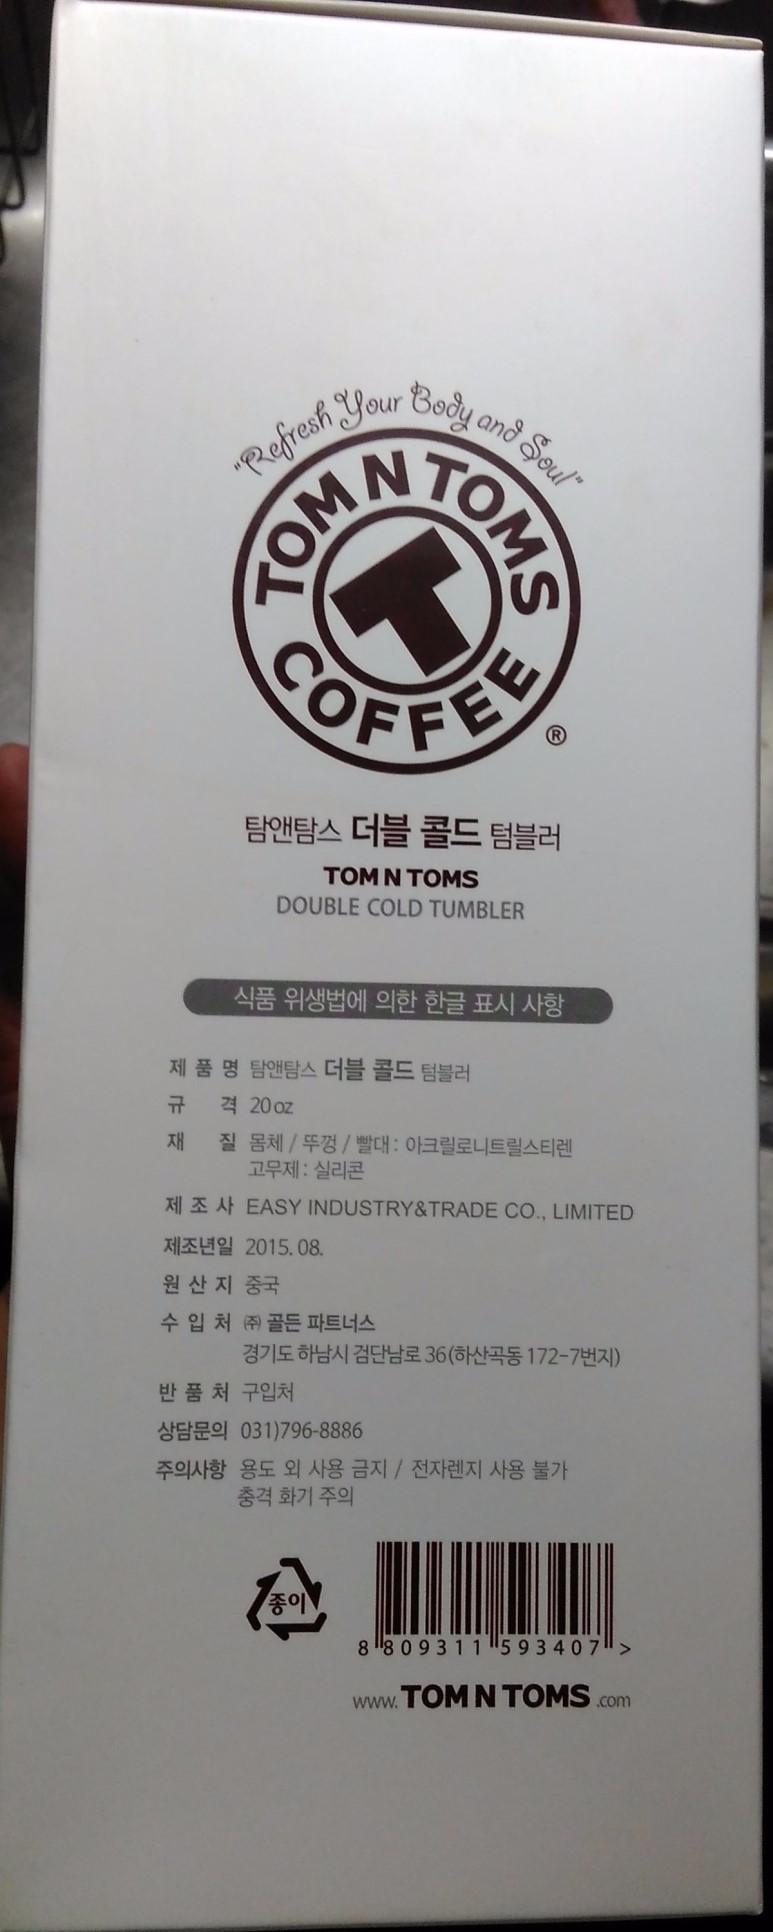 "Refresh Your Body and Soul"
TOM N TOMS
COFFEE
T
®
탐앤탐스 더블 콜드 텀블러
TOM N TOMS
DOUBLE COLD TUMBLER
식품 위생법에 의한 한글 표시 사항
제 품 명 탐앤탐스 더블 콜드 텀블러
규 격 20 oz
재 질 몸체 / 뚜껑 / 빨대 : 아크릴로니트릴스티렌
고무제 : 실리콘
제 조 사 EASY INDUSTRY&TRADE CO., LIMITED
제조년일 2015. 08.
원 산 지 중국
수 입 처 ㈜ 골든 파트너스
경기도 하남시 검단남로 36 (하산곡동 172-7번지)
반 품 처 구입처
상담문의 031)796-8886
주의사항 용도 외 사용 금지 / 전자렌지 사용 불가
충격 화기 주의
종이
8 809311 593407 >
www. TOM N TOMS .com